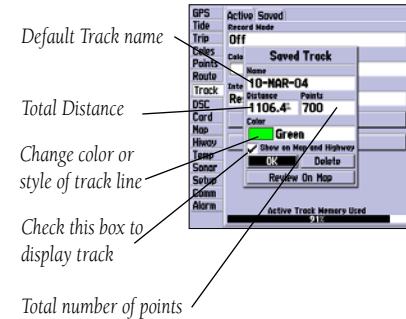 Default Track name
Total Distance
Change color or
style of track line
Check this box to
display track
Total number of points
GPS
Tide
Trip
Celes
Points
Route
Track
DSC
Card
Map
Hiway
Temp
Sonar
Setup
Comm
Alarm
Active Saved
Record Mode
Off
Colo
Inte
Re
Saved Track
Name
10-MAR-04
Distance Points
1106.4 700
Color
Green
Show on Map and Highway
OK Delete
Review On Map
Active Track Memory Used
91%